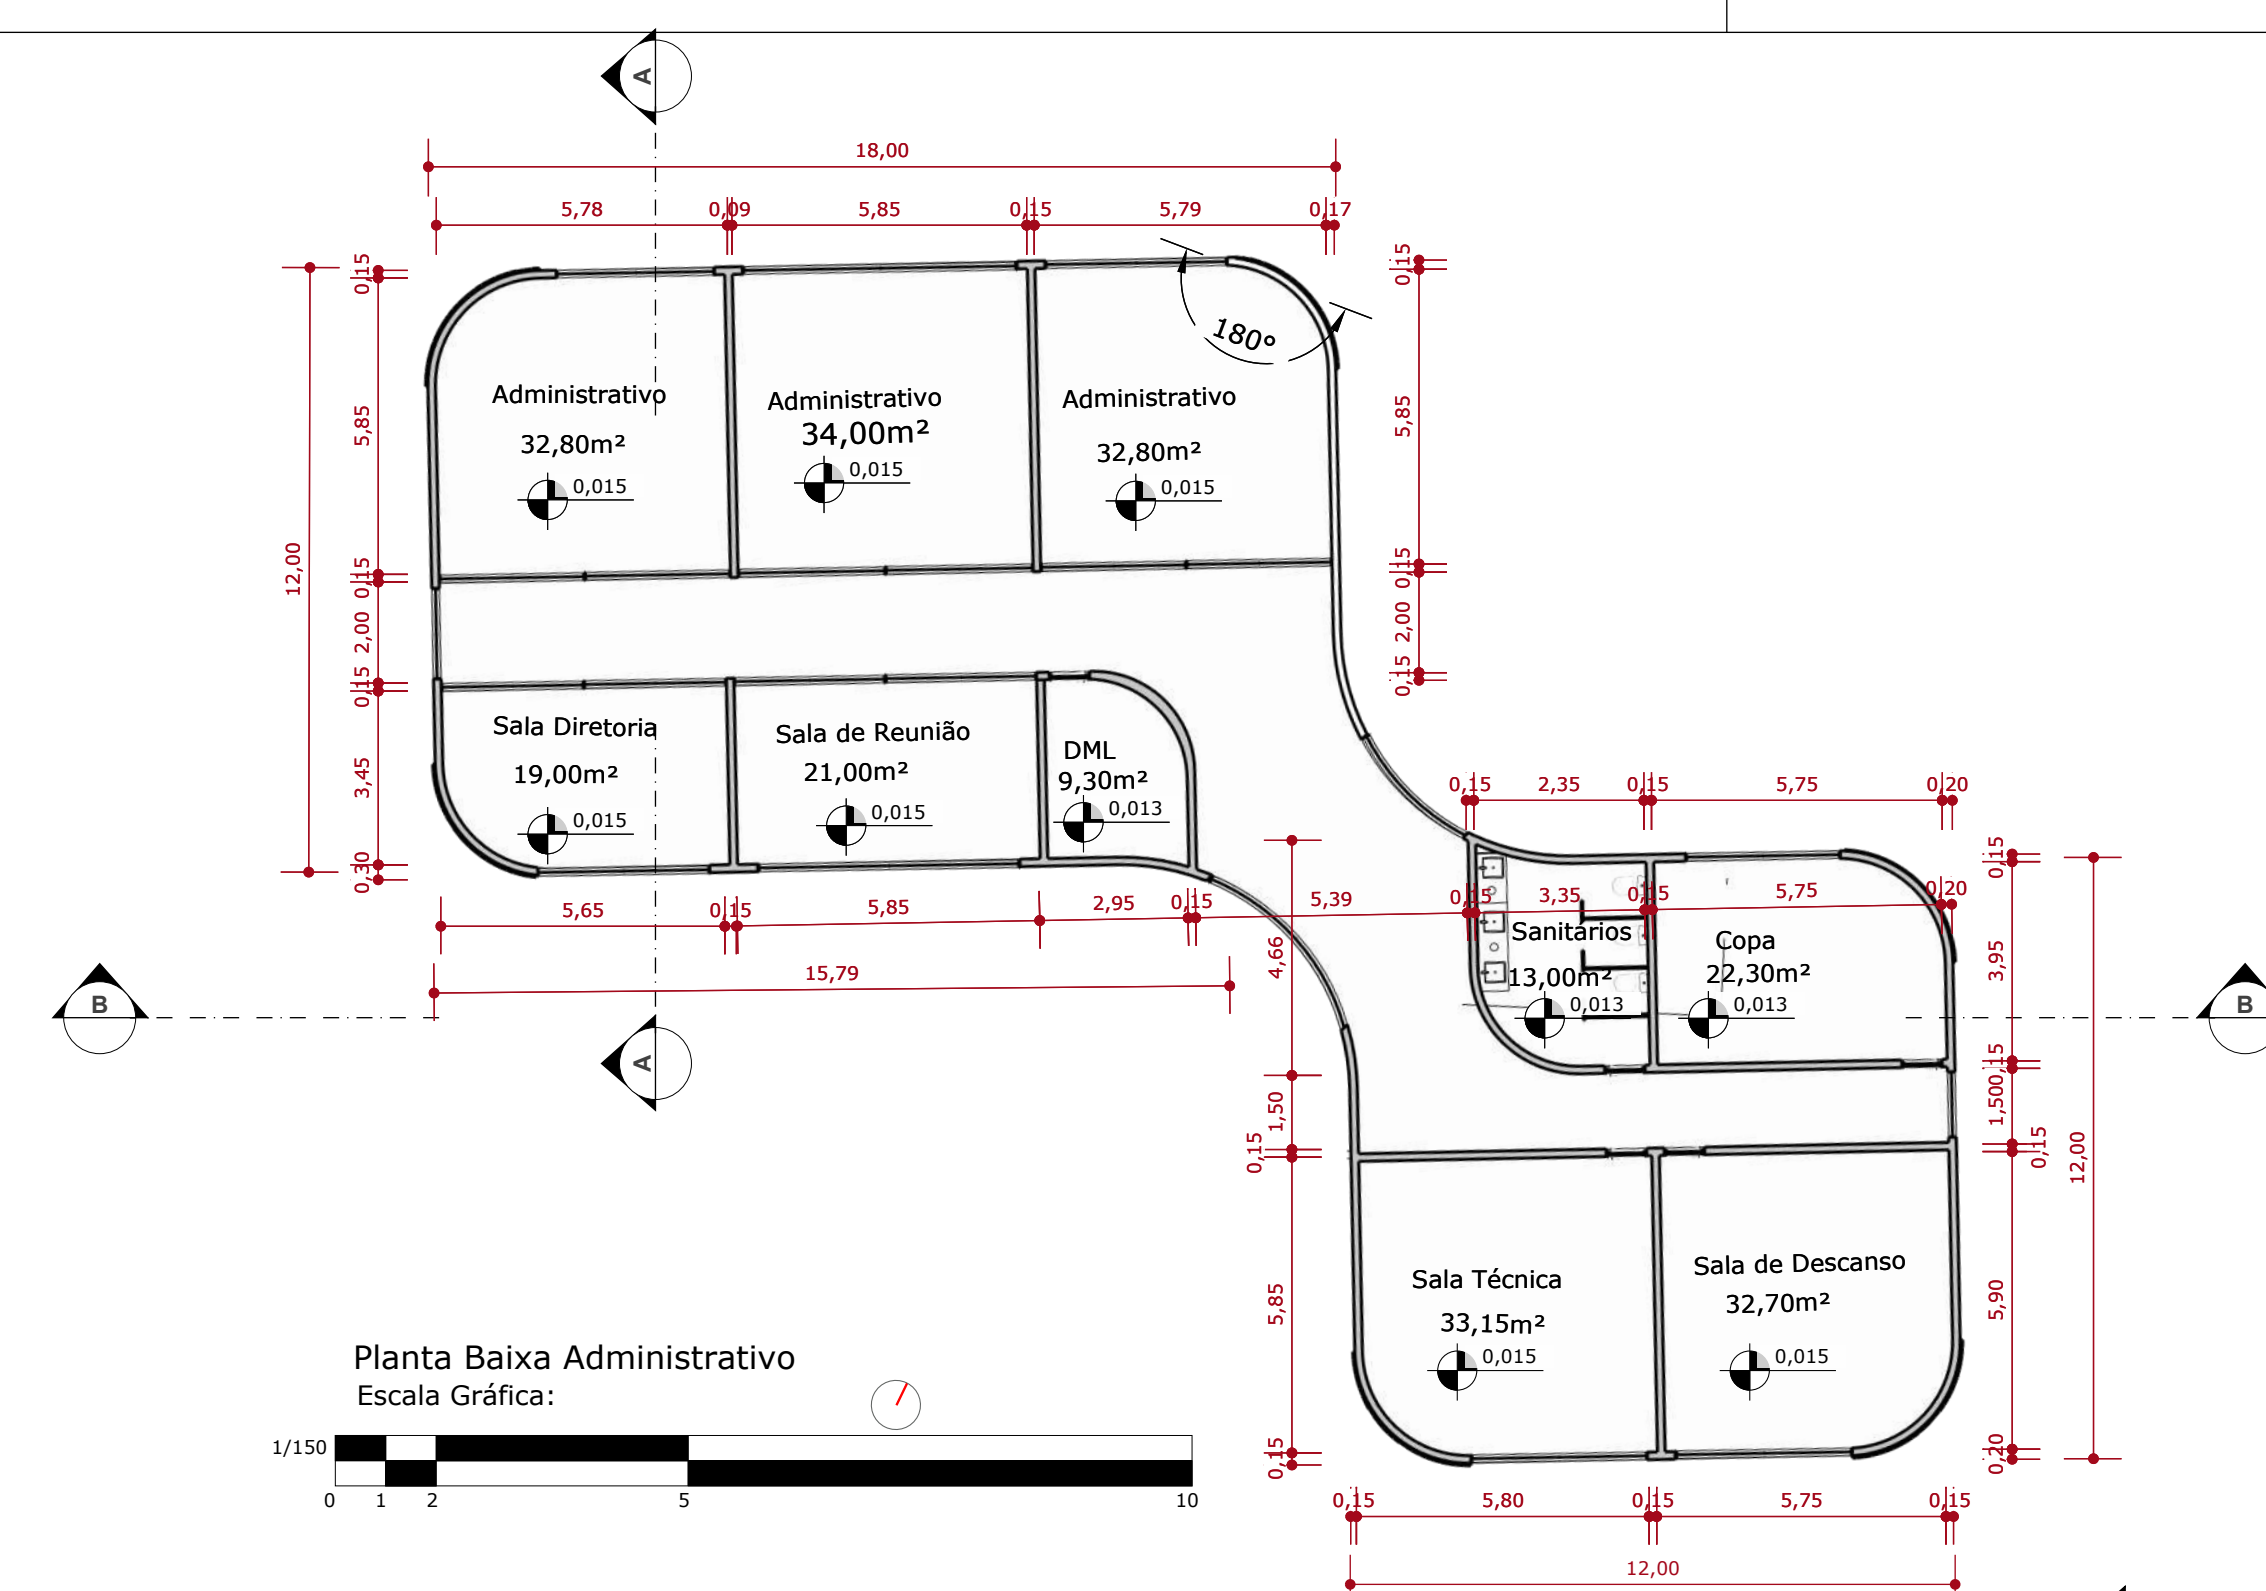 A
18,00
5,78 0,09 5,85 0,15 5,79 0,17
0,15
5,85
0,15
2,00
0,15
3,45
0,30
12,00
0,15
5,85
0,15
2,00
0,15
180°
Administrativo
32,80m²
0,015
Administrativo
34,00m²
0,015
Administrativo
32,80m²
0,015
Sala Diretoria
19,00m²
0,015
Sala de Reunião
21,00m²
0,015
DML
9,30m²
0,013
0,15 2,35 0,15 5,75 0,20
5,65 0,15 5,85 2,95 0,15 5,39 0,15 3,35 0,15 5,75 0,20
15,79
Sanitários
13,00m²
0,013
Copa
22,30m²
0,013
B
B
A
4,66
1,50
0,15
5,85
0,15
0,15
3,95
0,15
1,50
0,15
5,90
0,20
12,00
Sala Técnica
33,15m²
0,015
Sala de Descanso
32,70m²
0,015
Planta Baixa Administrativo
Escala Gráfica:
1/150
0 1 2 5 10
0,15 5,80 0,15 5,75 0,15
12,00